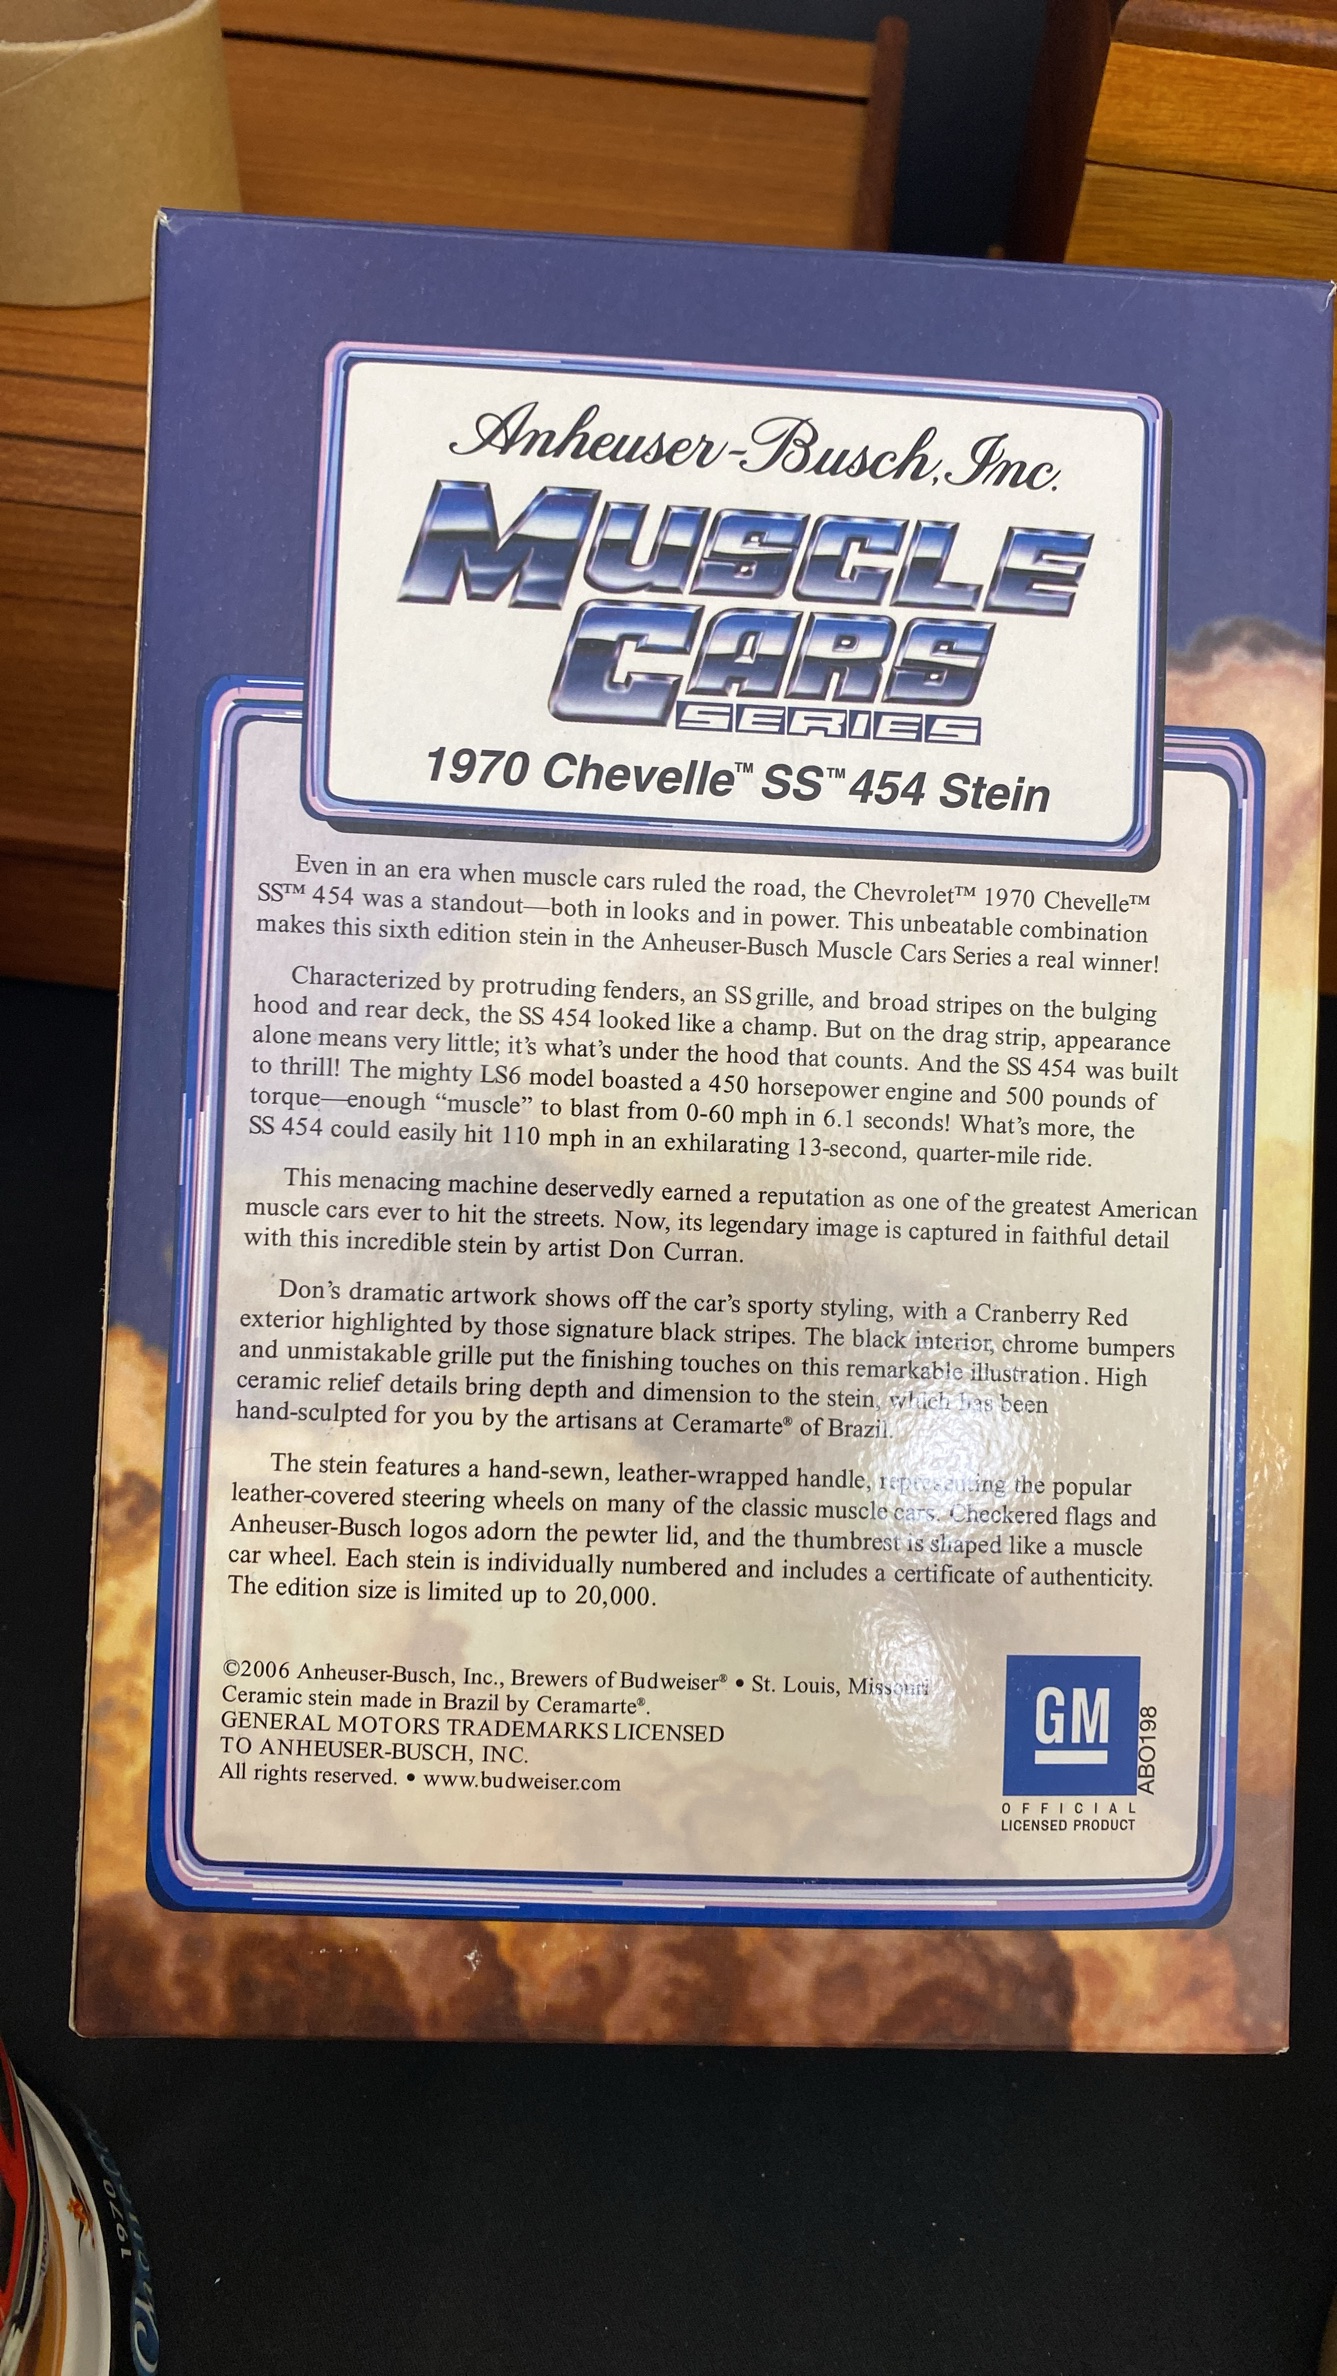 Anheuser-Busch, Inc.
MUSCLE
CARS
SERIES
1970 Chevelle™ SS™ 454 Stein
Even in an era when muscle cars ruled the road, the Chevrolet™ 1970 Chevelle™
SS™ 454 was a standout—both in looks and in power. This unbeatable combination
makes this sixth edition stein in the Anheuser-Busch Muscle Cars Series a real winner!
Characterized by protruding fenders, an SS grille, and broad stripes on the bulging
hood and rear deck, the SS 454 looked like a champ. But on the drag strip, appearance
alone means very little; it's what's under the hood that counts. And the SS 454 was built
to thrill! The mighty LS6 model boasted a 450 horsepower engine and 500 pounds of
torque—enough “muscle” to blast from 0-60 mph in 6.1 seconds! What's more, the
SS 454 could easily hit 110 mph in an exhilarating 13-second, quarter-mile ride.
This menacing machine deservedly earned a reputation as one of the greatest American
muscle cars ever to hit the streets. Now, its legendary image is captured in faithful detail
with this incredible stein by artist Don Curran.
Don's dramatic artwork shows off the car's sporty styling, with a Cranberry Red
exterior highlighted by those signature black stripes. The black interior, chrome bumpers
and unmistakable grille put the finishing touches on this remarkable illustration. High
ceramic relief details bring depth and dimension to the stein, which has been
hand-sculpted for you by the artisans at Ceramarte® of Brazil.
The stein features a hand-sewn, leather-wrapped handle, representing the popular
leather-covered steering wheels on many of the classic muscle cars. Checkered flags and
Anheuser-Busch logos adorn the pewter lid, and the thumbrest is shaped like a muscle
car wheel. Each stein is individually numbered and includes a certificate of authenticity.
The edition size is limited up to 20,000.
©2006 Anheuser-Busch, Inc., Brewers of Budweiser® • St. Louis, Missouri
Ceramic stein made in Brazil by Ceramarte®.
GENERAL MOTORS TRADEMARKS LICENSED
TO ANHEUSER-BUSCH, INC.
All rights reserved. • www.budweiser.com
GM
ABO198
OFFICIAL
LICENSED PRODUCT
1970